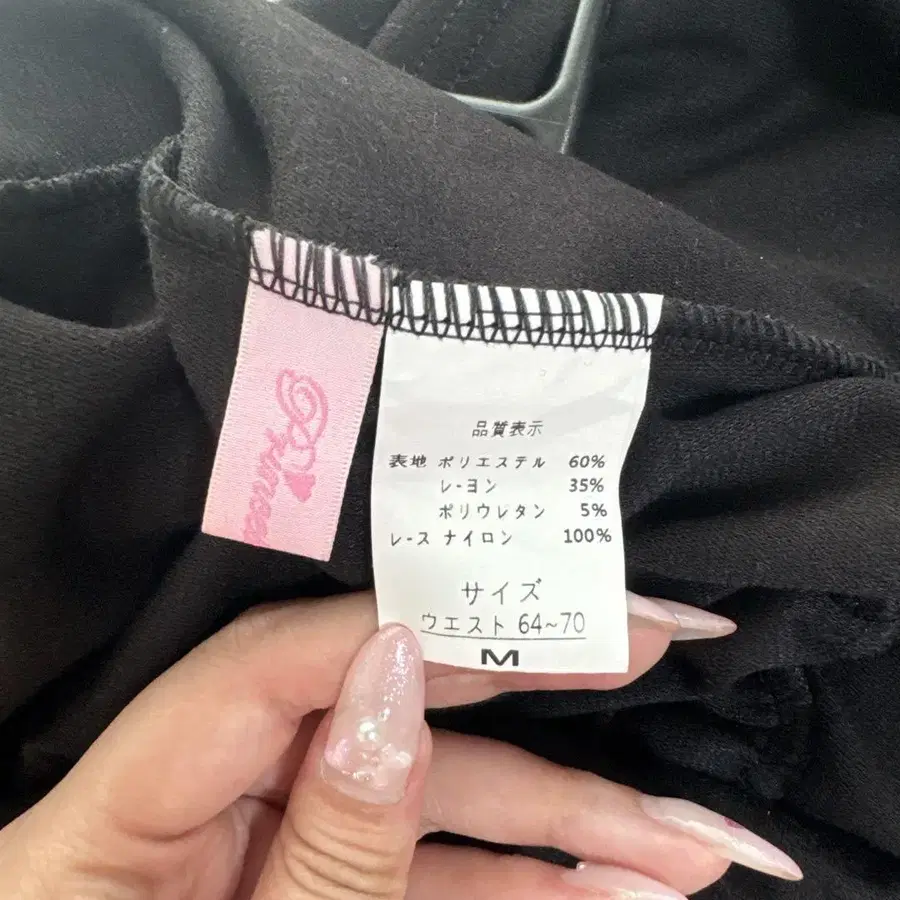 品質表示
表地 ポリエステル 60%
レーヨン 35%
ポリウレタン 5%
レース ナイロン 100%
サイズ
ウエスト 64~70
M